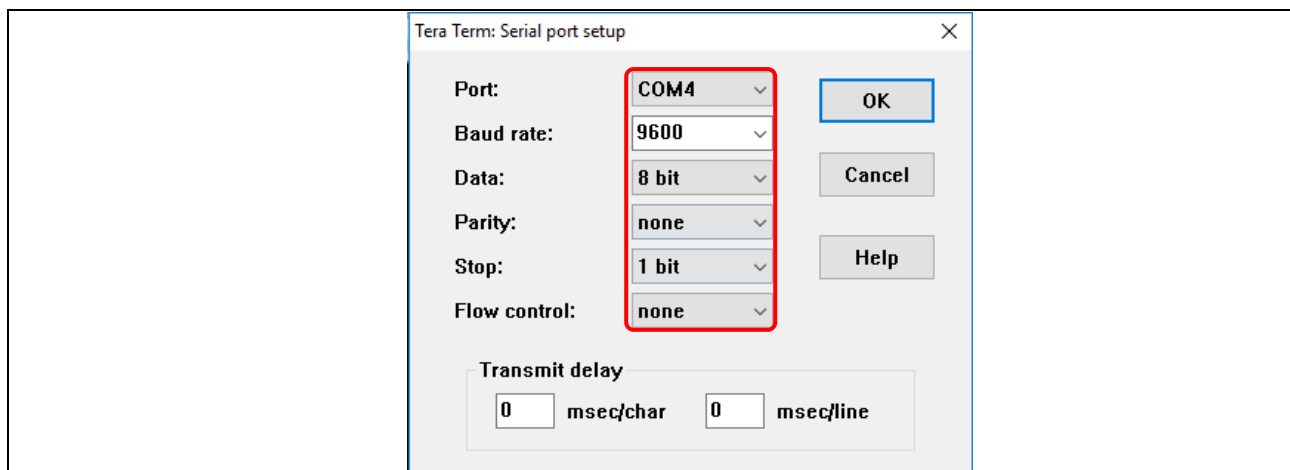 Tera Term: Serial port setup
Port: COM4 OK
Baud rate: 9600
Data: 8 bit Cancel
Parity: none
Stop: 1 bit Help
Flow control: none
Transmit delay
0 msec/char 0 msec/line